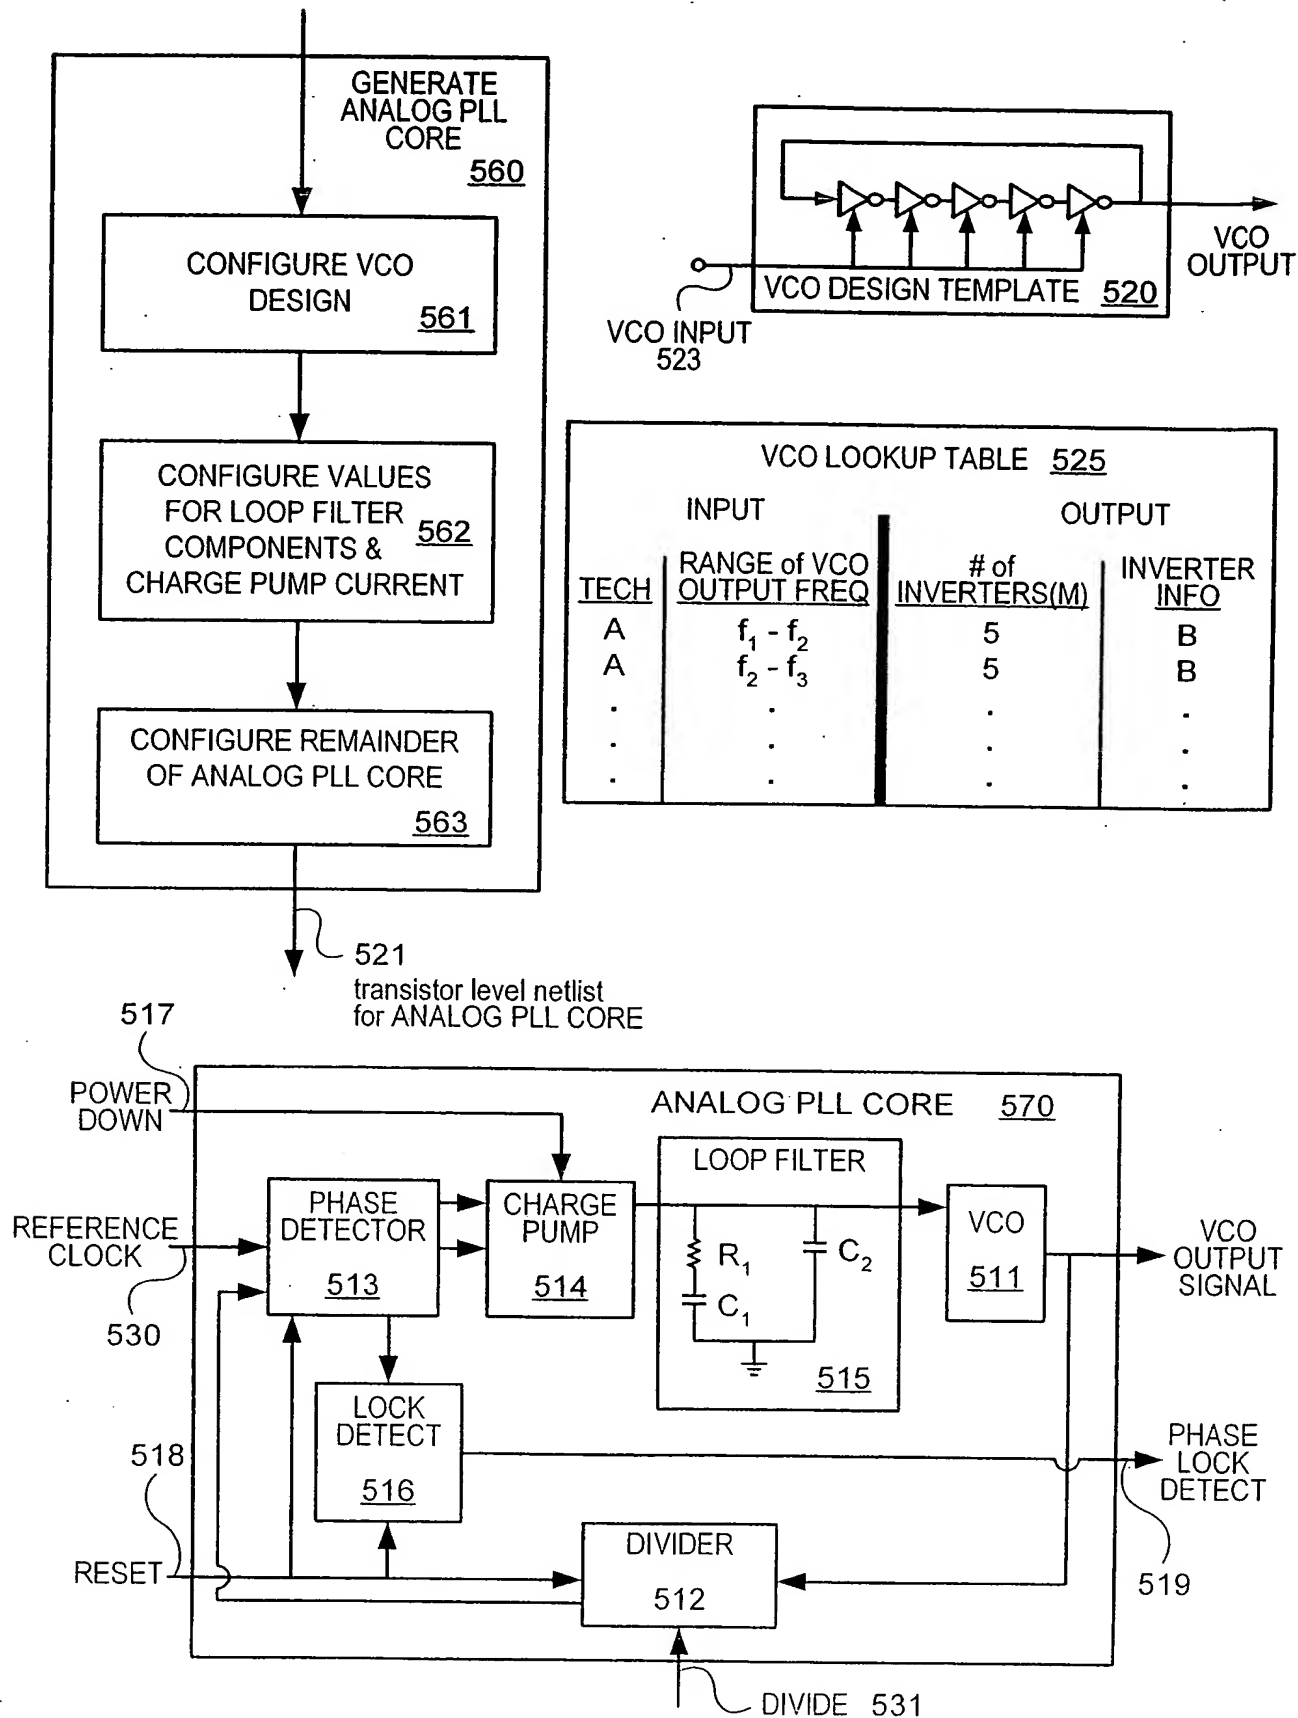 GENERATE
ANALOG PLL
CORE
560
CONFIGURE VCO
DESIGN
561
CONFIGURE VALUES
FOR LOOP FILTER
COMPONENTS &
CHARGE PUMP CURRENT
562
CONFIGURE REMAINDER
OF ANALOG PLL CORE
563
521
transistor level netlist
for ANALOG PLL CORE
VCO DESIGN TEMPLATE 520
VCO
OUTPUT
VCO INPUT
523
VCO LOOKUP TABLE 525
INPUT OUTPUT
TECH RANGE of VCO
OUTPUT FREQ # of
INVERTERS(M) INVERTER
INFO
A f1 - f2 5 B
A f2 - f3 5 B
. . . .
. . . .
. . . .
517
POWER
DOWN
ANALOG PLL CORE 570
LOOP FILTER
R1
C1
C2
515
PHASE
DETECTOR
513
CHARGE
PUMP
514
VCO
511
REFERENCE
CLOCK
530
VCO
OUTPUT
SIGNAL
LOCK
DETECT
516
PHASE
LOCK
DETECT
519
518
RESET
DIVIDER
512
DIVIDE 531